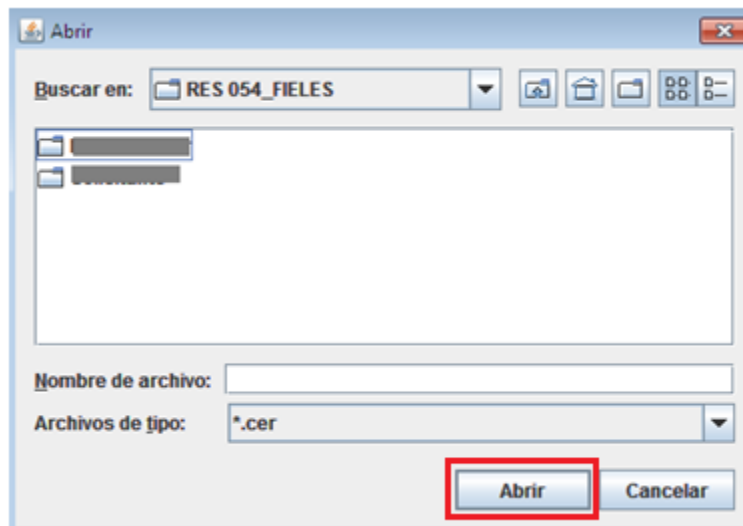 Abrir
Buscar en: RES 054_FIELES
Nombre de archivo:
Archivos de tipo: *.cer
Abrir Cancelar